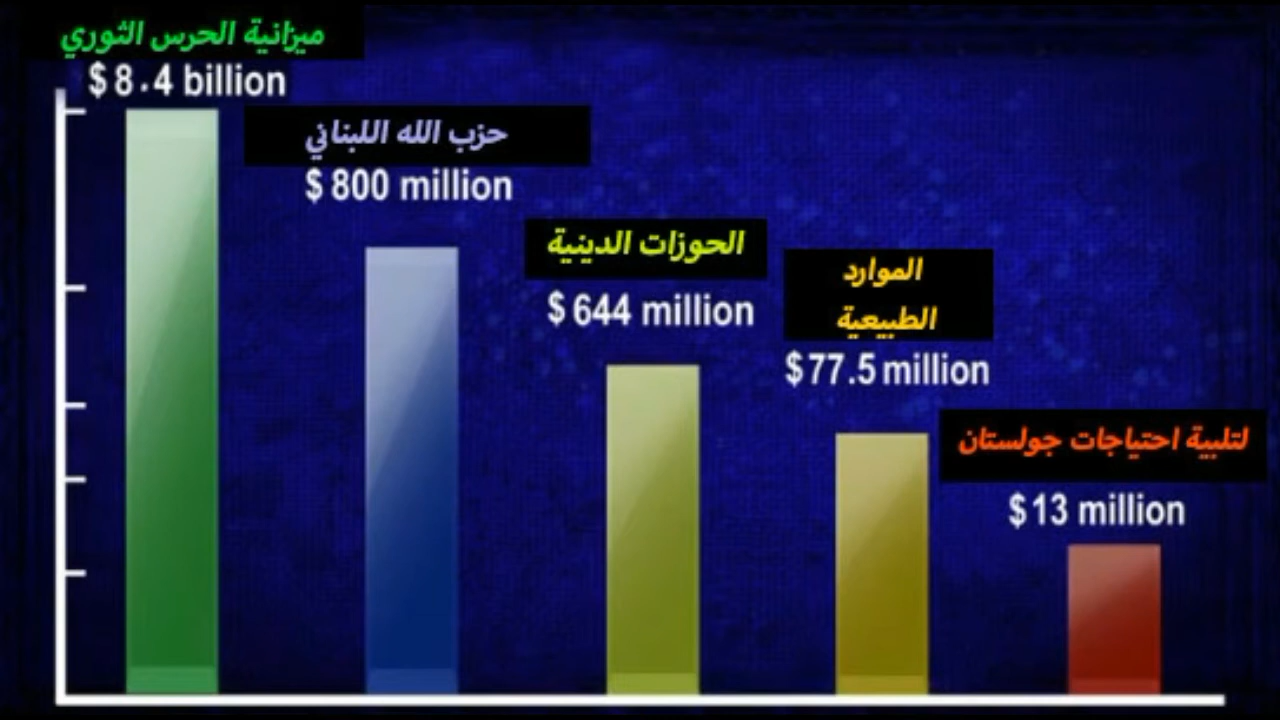 ميزانية الحرس الثوري
$ 8.4 billion
حزب الله اللبناني
$ 800 million
الحوزات الدينية
$ 644 million
الموارد
الطبيعية
$ 77.5 million
لتلبية احتياجات جولستان
$ 13 million